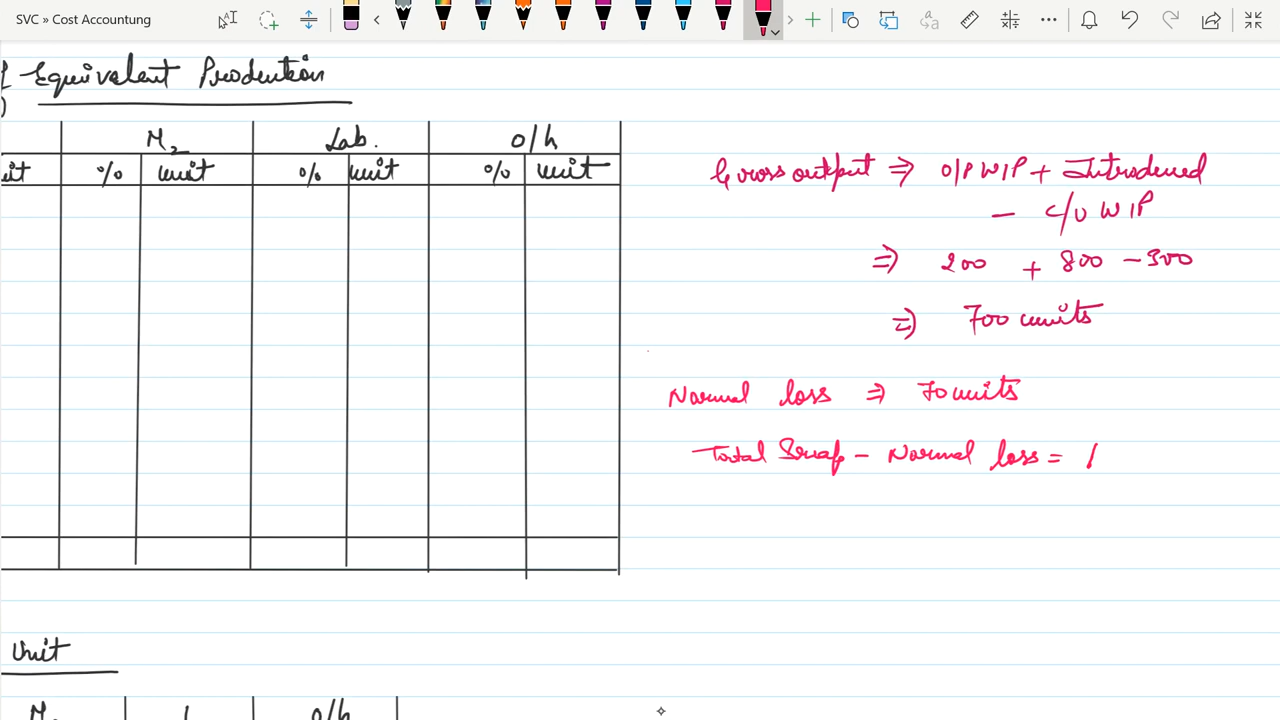 SVC » Cost Accountung
Equivalent Production
M2 Lab. O/h
% unit % unit % unit
Gross output ⇒ O/P WIP + Introduced
- C/U WIP
⇒ 200 + 800 - 300
⇒ 700 units
Normal loss ⇒ 70 units
Total Scrap - Normal loss =
Unit
O/h